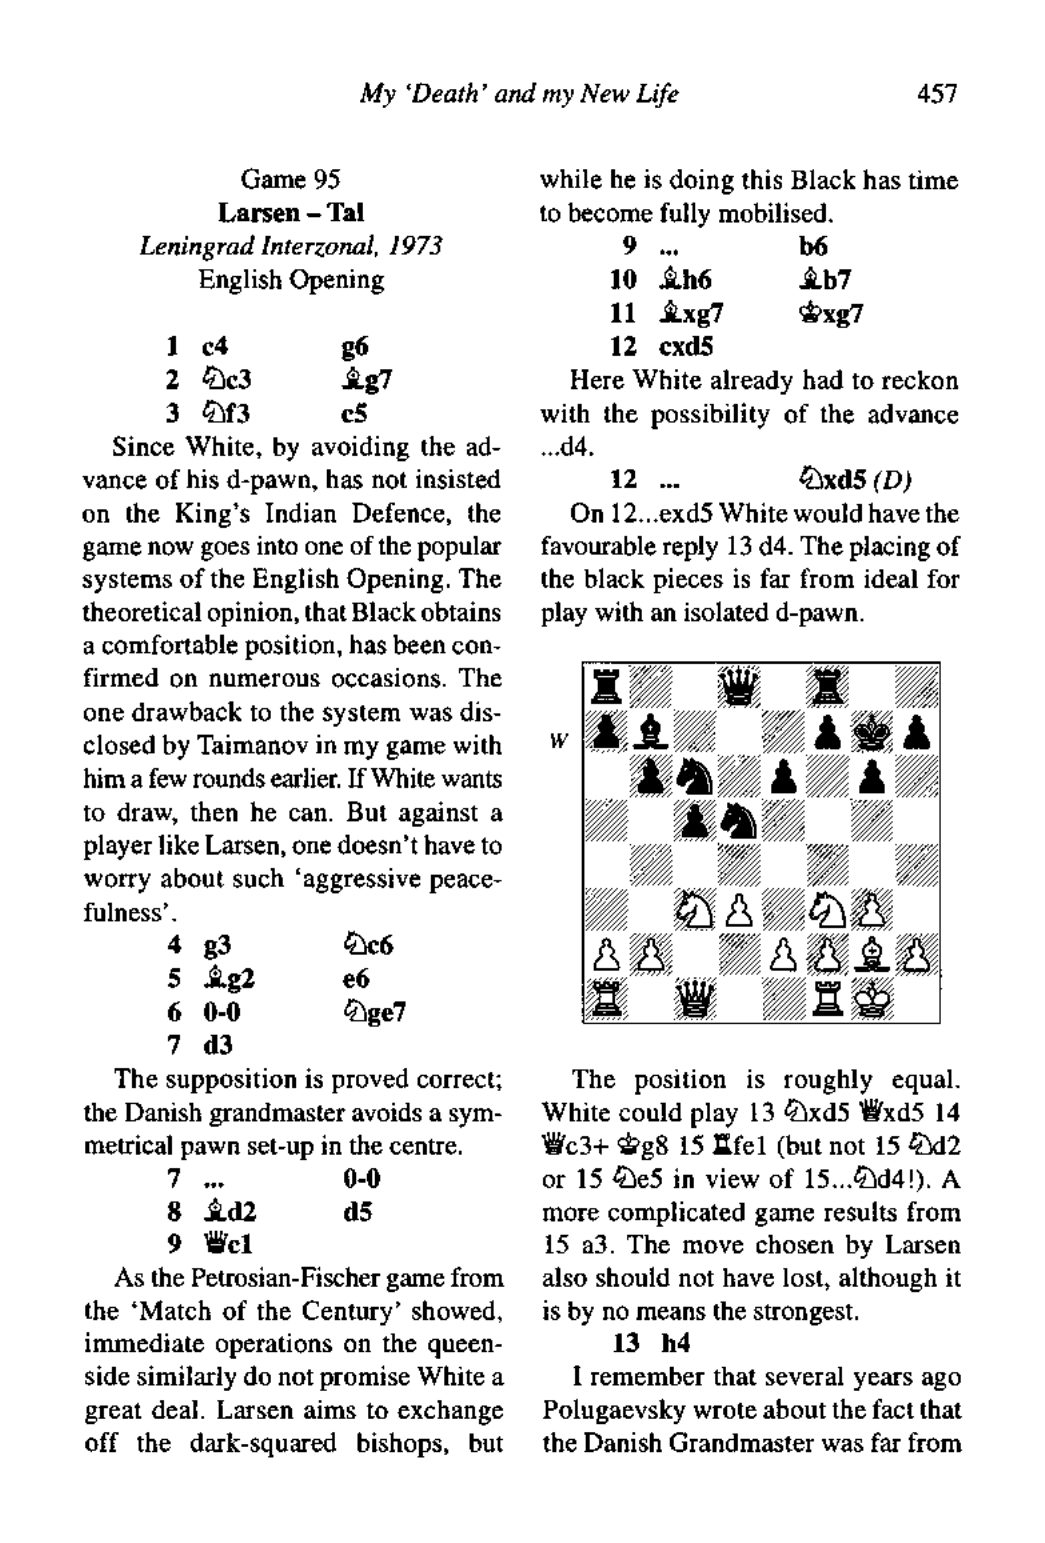 My 'Death' and my New Life 457
Game 95
Larsen – Tal
Leningrad Interzonal, 1973
English Opening
1 c4 g6
2 ♘c3 ♗g7
3 ♘f3 c5
Since White, by avoiding the ad-
vance of his d-pawn, has not insisted
on the King's Indian Defence, the
game now goes into one of the popular
systems of the English Opening. The
theoretical opinion, that Black obtains
a comfortable position, has been con-
firmed on numerous occasions. The
one drawback to the system was dis-
closed by Taimanov in my game with
him a few rounds earlier. If White wants
to draw, then he can. But against a
player like Larsen, one doesn't have to
worry about such 'aggressive peace-
fulness'.
4 g3 ♘c6
5 ♗g2 e6
6 0-0 ♘ge7
7 d3
The supposition is proved correct;
the Danish grandmaster avoids a sym-
metrical pawn set-up in the centre.
7 ... 0-0
8 ♗d2 d5
9 ♕c1
As the Petrosian-Fischer game from
the 'Match of the Century' showed,
immediate operations on the queen-
side similarly do not promise White a
great deal. Larsen aims to exchange
off the dark-squared bishops, but
while he is doing this Black has time
to become fully mobilised.
9 ... b6
10 ♗h6 ♗b7
11 ♗xg7 ♔xg7
12 cxd5
Here White already had to reckon
with the possibility of the advance
...d4.
12 ... ♘xd5 (D)
On 12...exd5 White would have the
favourable reply 13 d4. The placing of
the black pieces is far from ideal for
play with an isolated d-pawn.
W
The position is roughly equal.
White could play 13 ♘xd5 ♕xd5 14
♕c3+ ♔g8 15 ♖fe1 (but not 15 ♘d2
or 15 ♘e5 in view of 15...♘d4!). A
more complicated game results from
15 a3. The move chosen by Larsen
also should not have lost, although it
is by no means the strongest.
13 h4
I remember that several years ago
Polugaevsky wrote about the fact that
the Danish Grandmaster was far from